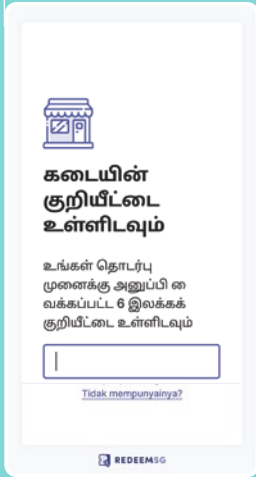 கடையின்
குறியீட்டை
உள்ளிடவும்
உங்கள் தொடர்பு
முனைக்கு அனுப்பி வை
வக்கப்பட்ட 6 இலக்கக்
குறியீட்டை உள்ளிடவும்
Tidak mempunyainya?
REDEEMSG